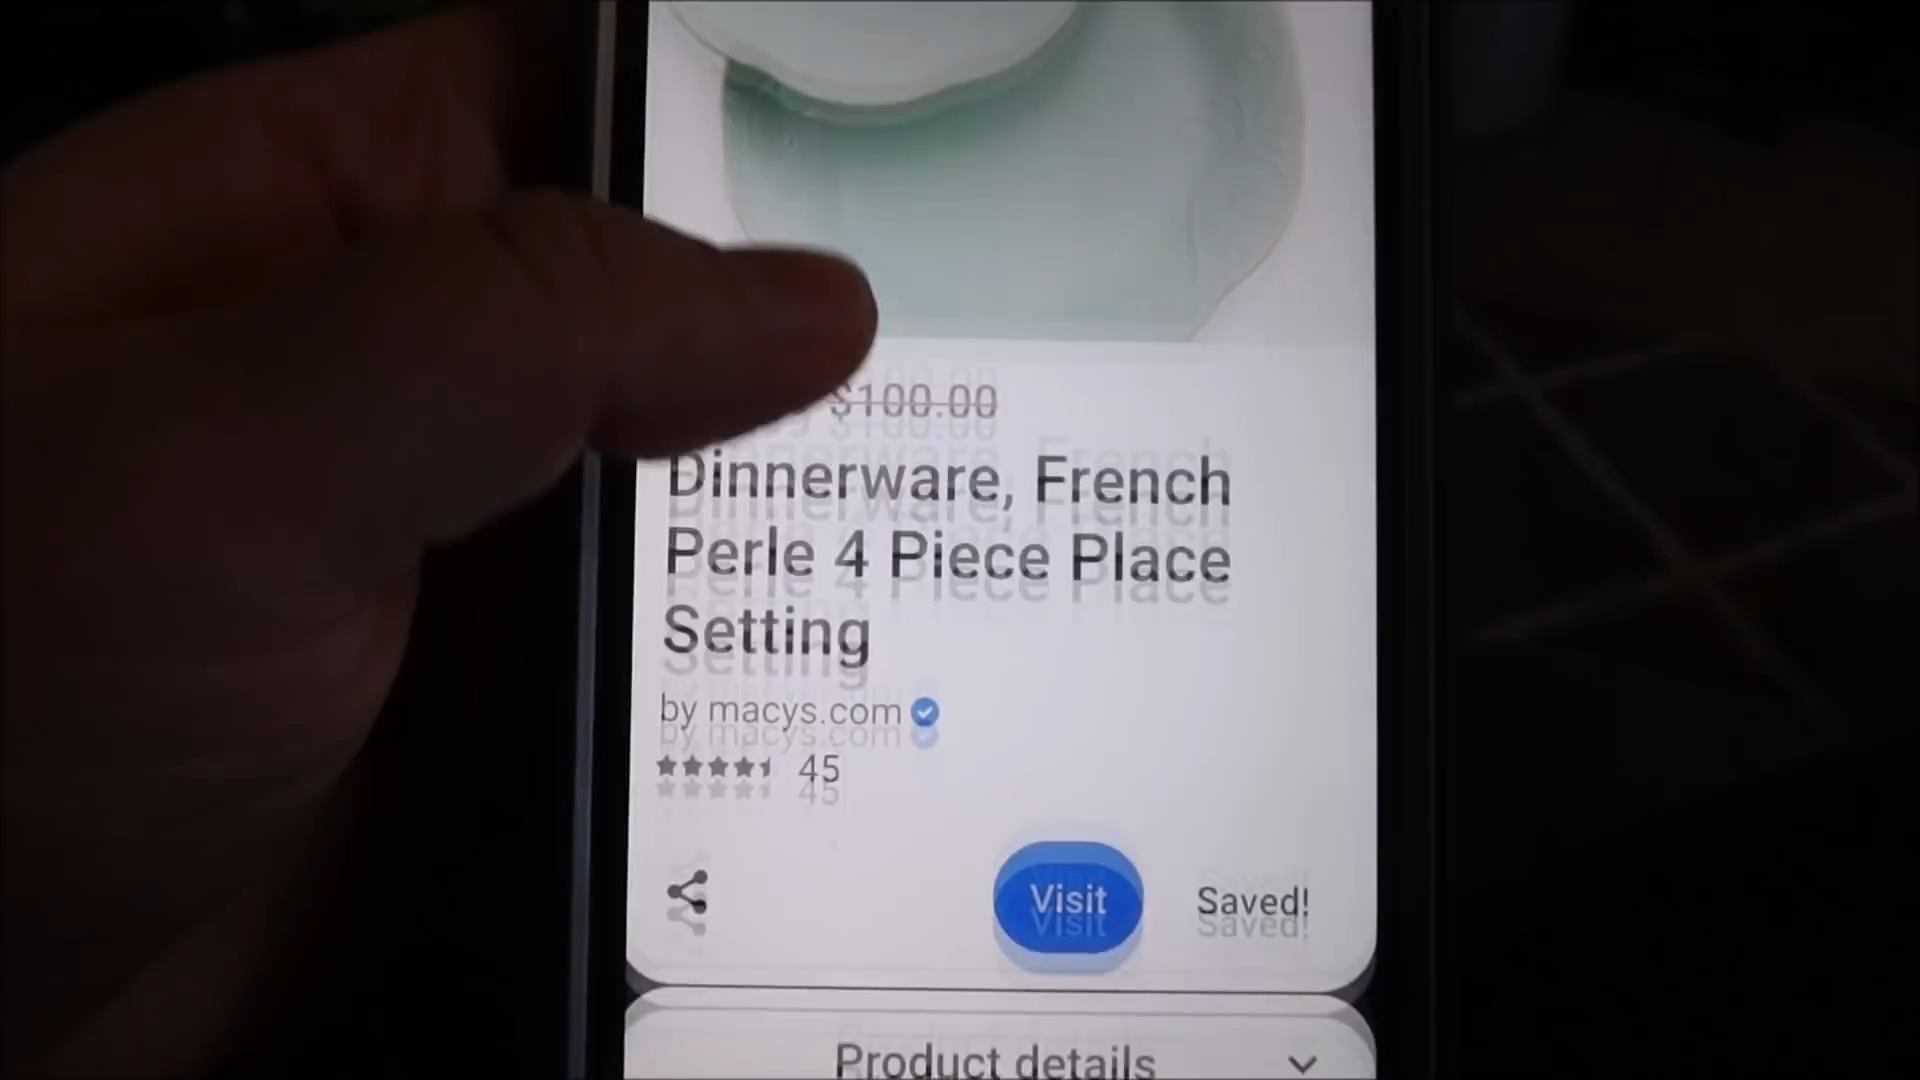 $100.00
Dinnerware, French
Perle 4 Piece Place
Setting
by macys.com
45
Visit
Saved!
Product details